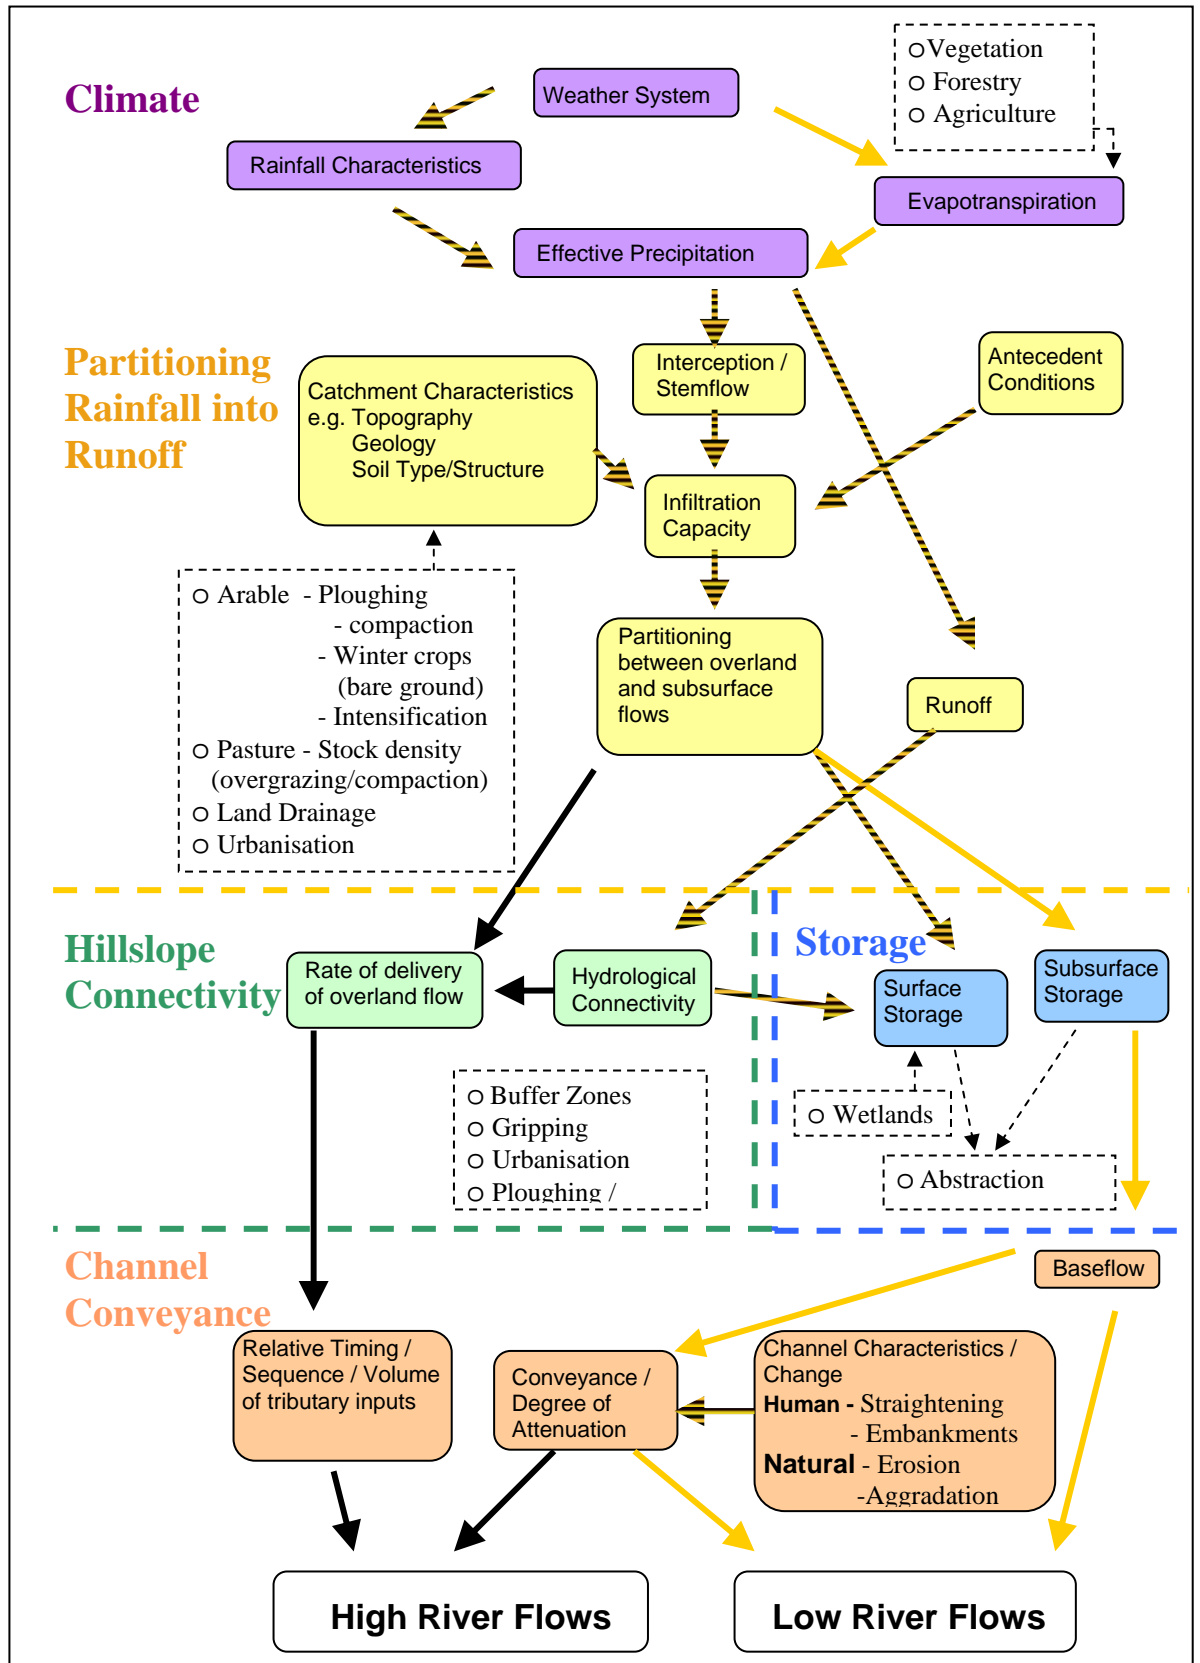 Climate
Weather System
Vegetation
Forestry
Agriculture
Rainfall Characteristics
Evapotranspiration
Effective Precipitation
Partitioning
Rainfall into
Runoff
Catchment Characteristics
e.g. Topography
Geology
Soil Type/Structure
Interception /
Stemflow
Antecedent
Conditions
Infiltration
Capacity
Arable - Ploughing
- compaction
- Winter crops
(bare ground)
- Intensification
Pasture - Stock density
(overgrazing/compaction)
Land Drainage
Urbanisation
Partitioning
between overland
and subsurface
flows
Runoff
Hillslope
Connectivity
Rate of delivery
of overland flow
Hydrological
Connectivity
Storage
Surface
Storage
Subsurface
Storage
Buffer Zones
Gripping
Urbanisation
Ploughing /
Wetlands
Abstraction
Channel
Conveyance
Baseflow
Relative Timing /
Sequence / Volume
of tributary inputs
Conveyance /
Degree of
Attenuation
Channel Characteristics /
Change
Human - Straightening
- Embankments
Natural - Erosion
-Aggradation
High River Flows
Low River Flows